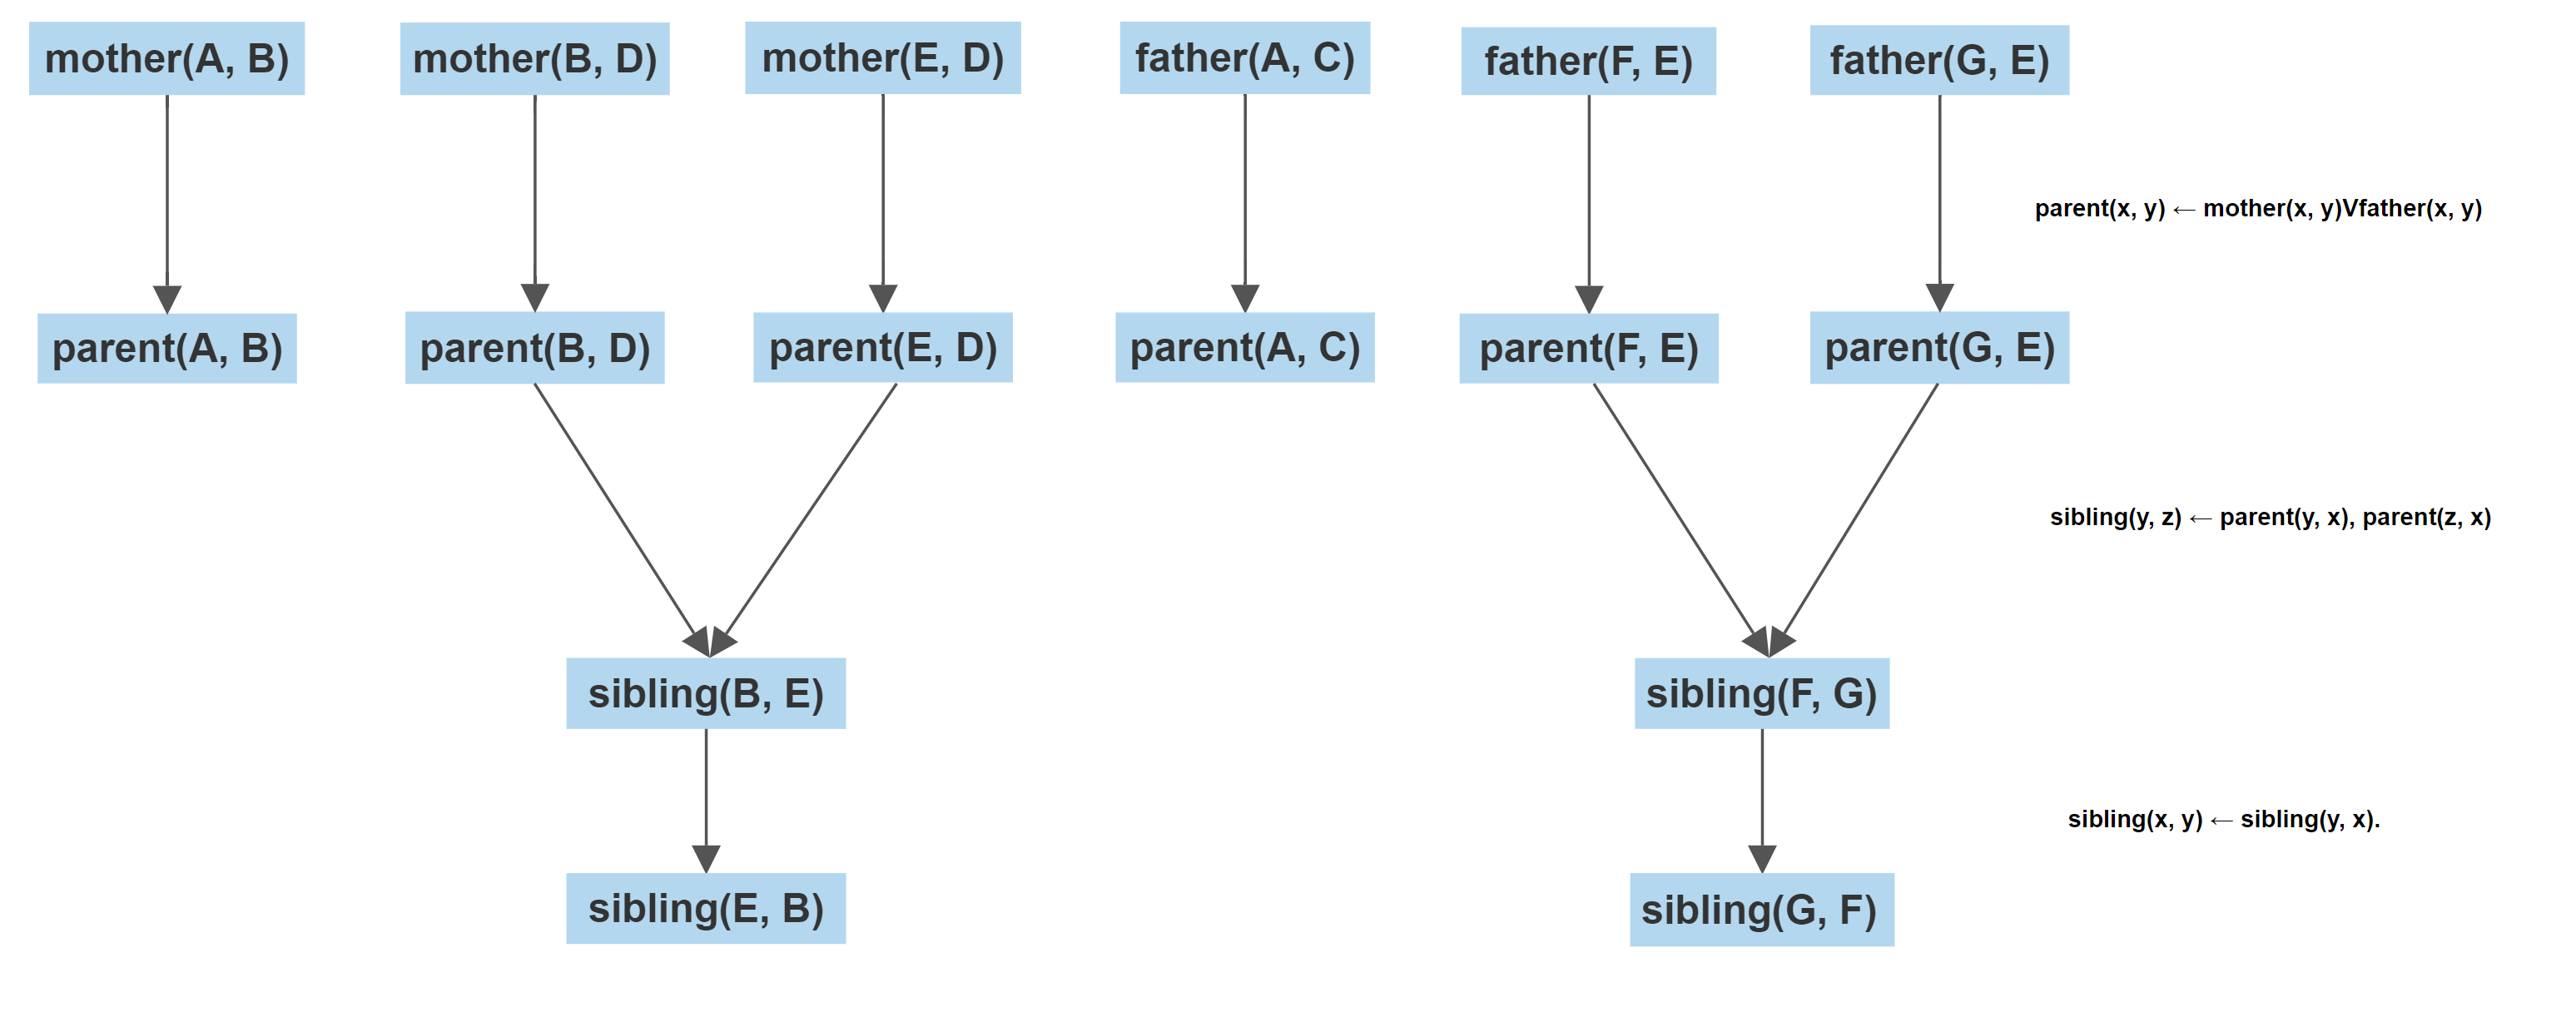 mother(A, B)
mother(B, D)
mother(E, D)
father(A, C)
father(F, E)
father(G, E)
parent(x, y) ← mother(x, y)Vfather(x, y)
parent(A, B)
parent(B, D)
parent(E, D)
parent(A, C)
parent(F, E)
parent(G, E)
sibling(y, z) ← parent(y, x), parent(z, x)
sibling(B, E)
sibling(F, G)
sibling(x, y) ← sibling(y, x).
sibling(E, B)
sibling(G, F)